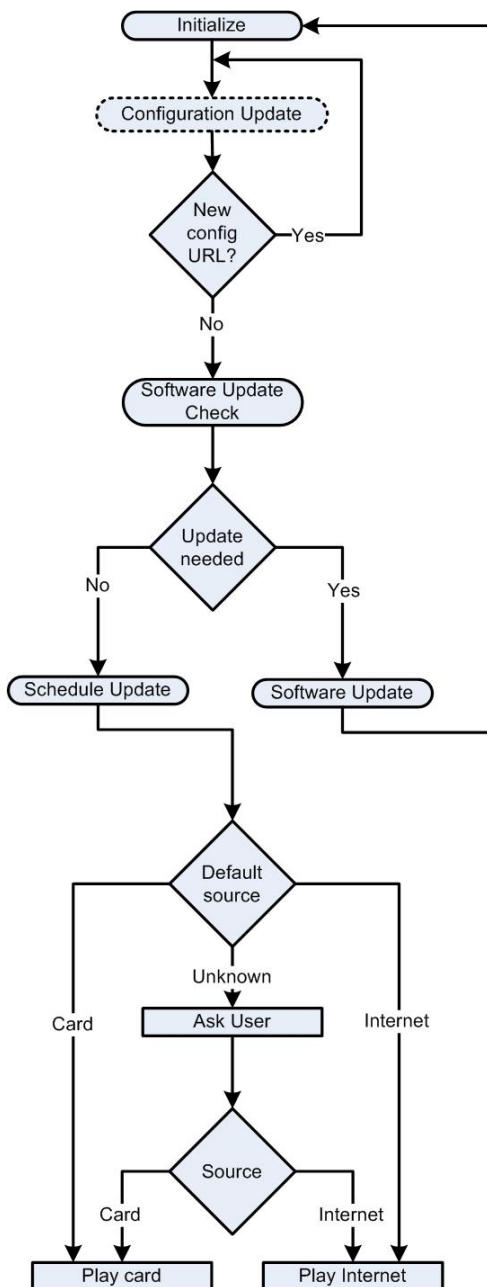 Initialize
Configuration Update
New
config
URL?
Yes
No
Software Update
Check
Update
needed
No
Yes
Schedule Update
Software Update
Default
source
Unknown
Card
Ask User
Internet
Source
Card
Internet
Play card
Play Internet